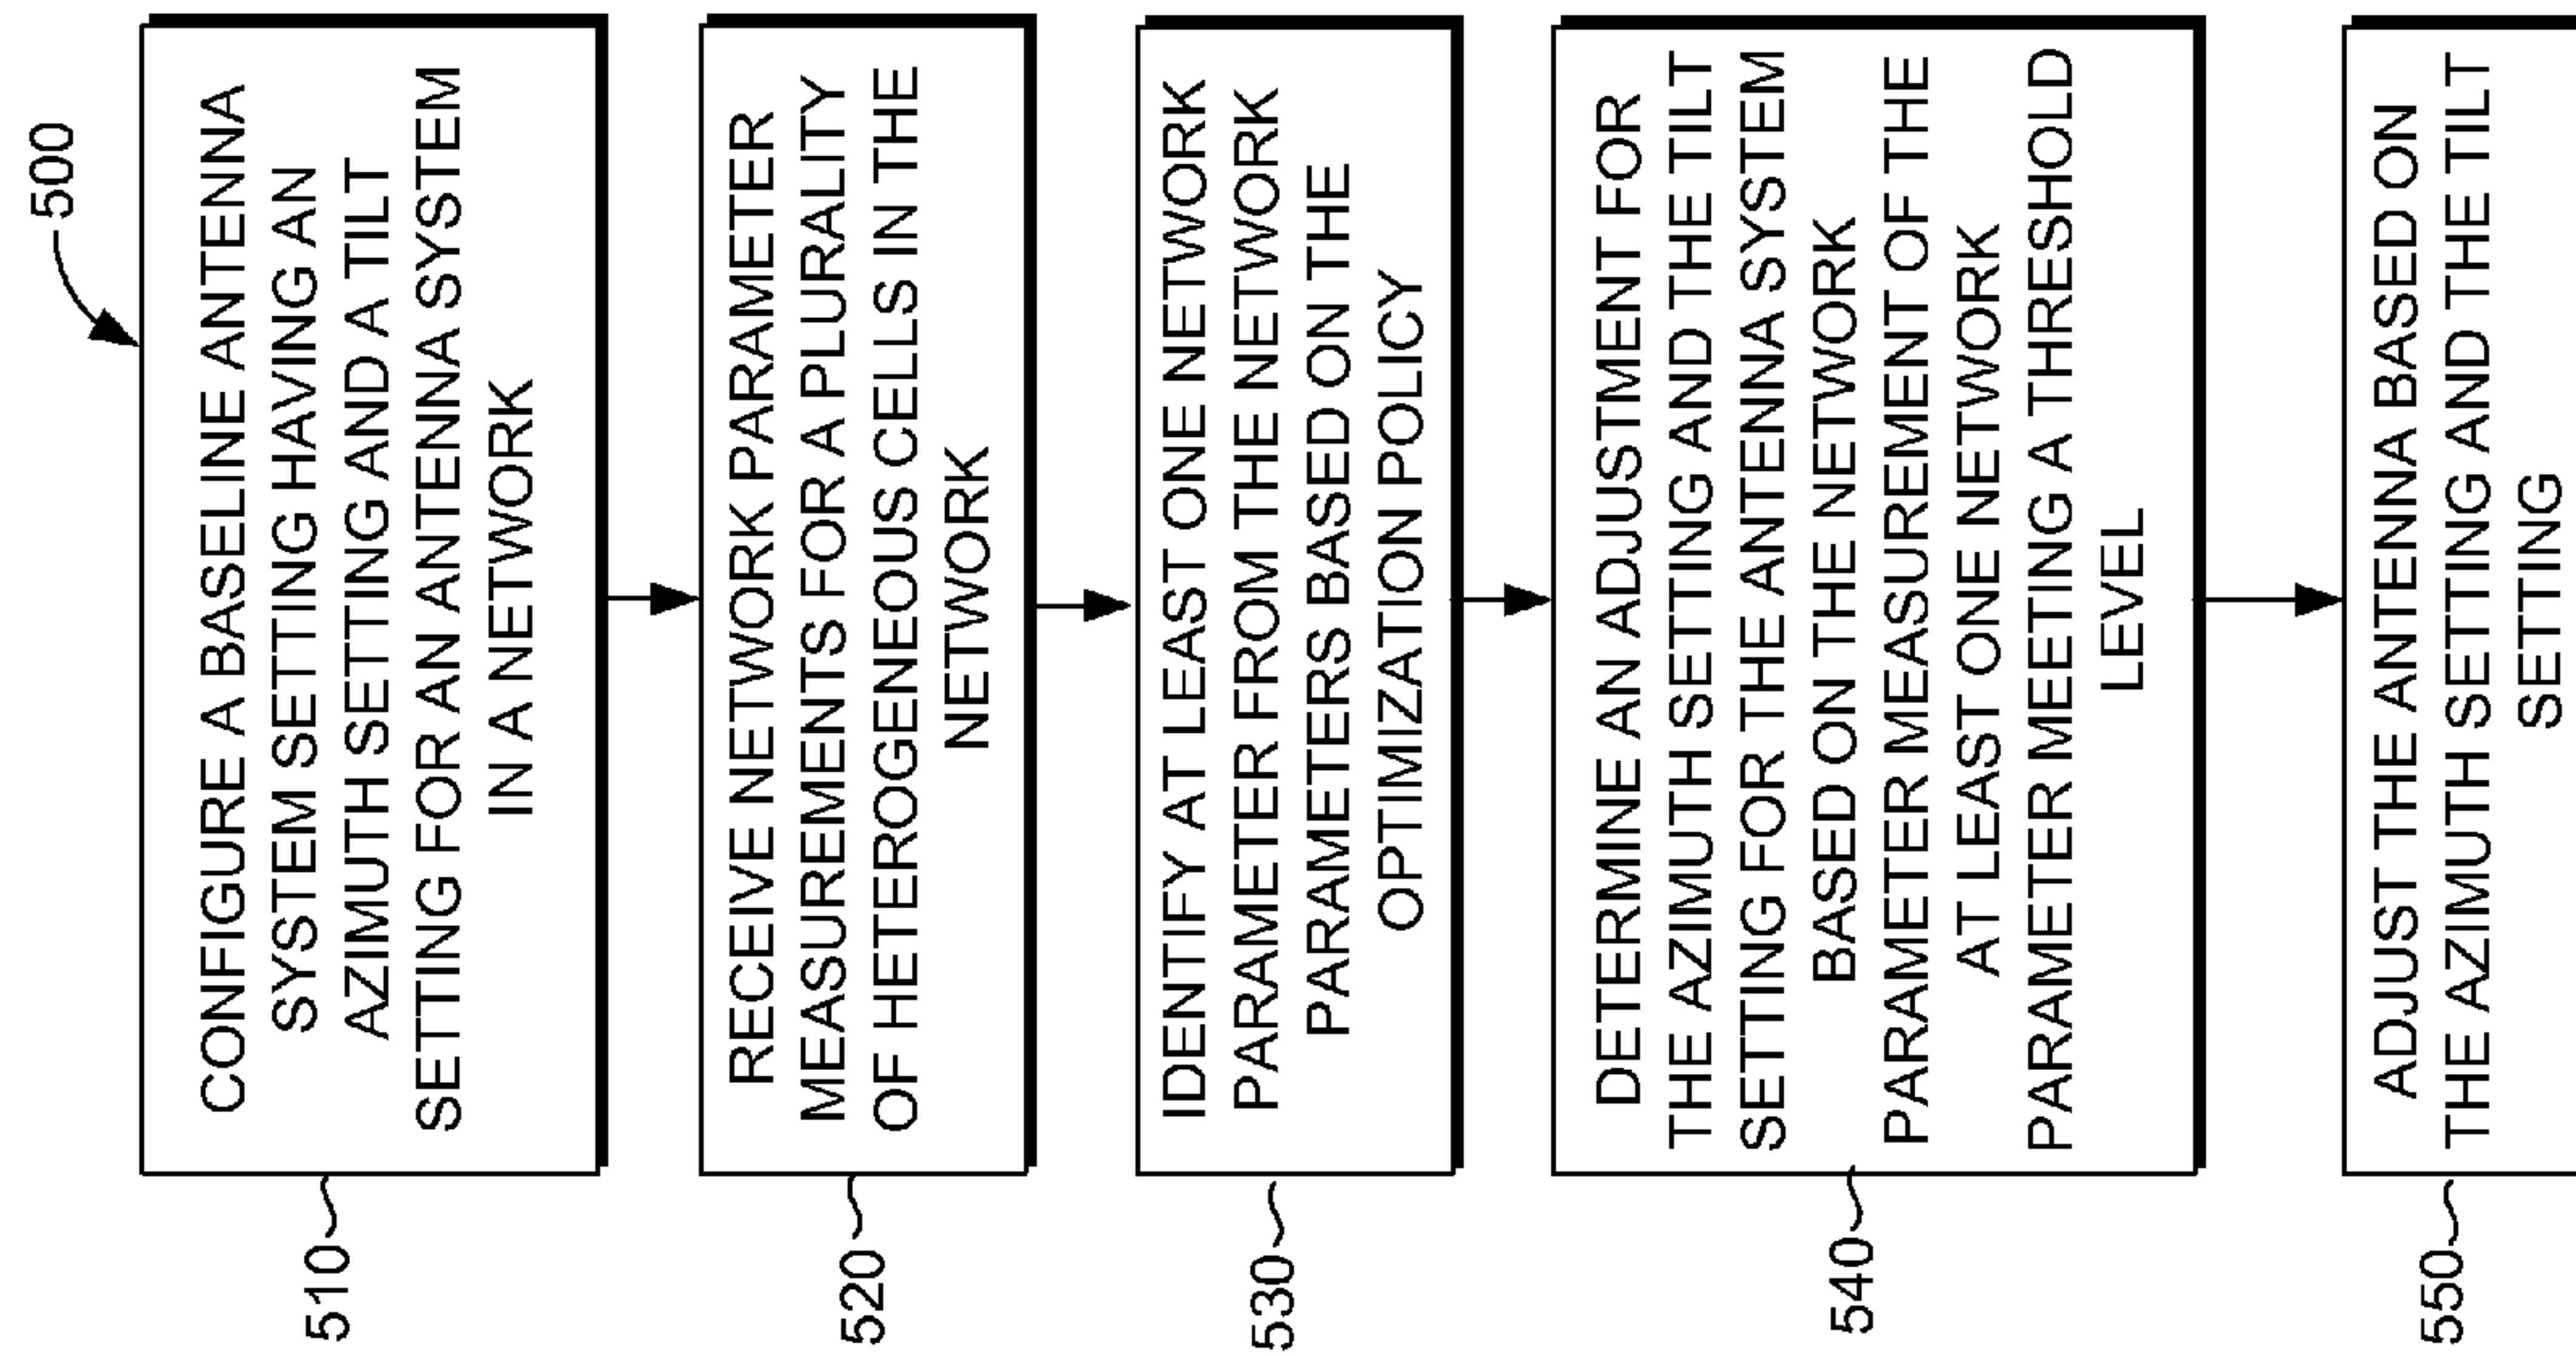 500
510
CONFIGURE A BASELINE ANTENNA
SYSTEM SETTING HAVING AN
AZIMUTH SETTING AND A TILT
SETTING FOR AN ANTENNA SYSTEM
IN A NETWORK
520
RECEIVE NETWORK PARAMETER
MEASUREMENTS FOR A PLURALITY
OF HETEROGENEOUS CELLS IN THE
NETWORK
530
IDENTIFY AT LEAST ONE NETWORK
PARAMETER FROM THE NETWORK
PARAMETERS BASED ON THE
OPTIMIZATION POLICY
540
DETERMINE AN ADJUSTMENT FOR
THE AZIMUTH SETTING AND THE TILT
SETTING FOR THE ANTENNA SYSTEM
BASED ON THE NETWORK
PARAMETER MEASUREMENT OF THE
AT LEAST ONE NETWORK
PARAMETER MEETING A THRESHOLD
LEVEL
550
ADJUST THE ANTENNA BASED ON
THE AZIMUTH SETTING AND THE TILT
SETTING